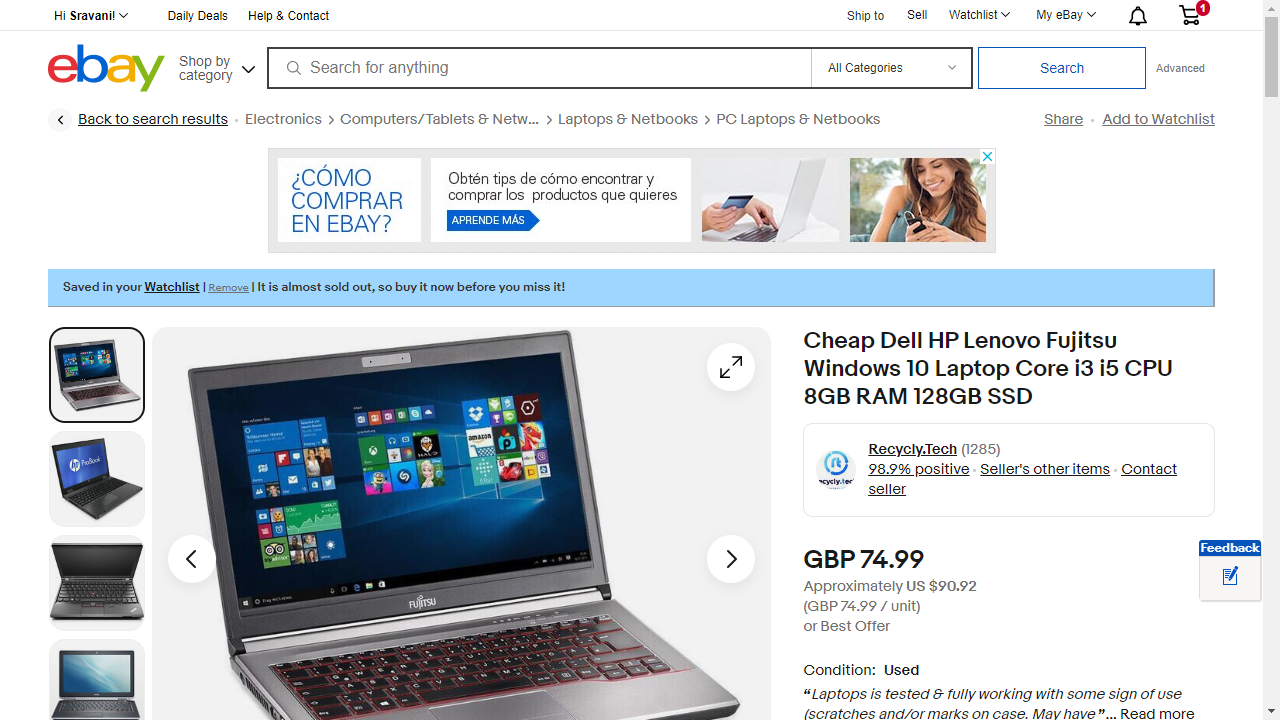 Hi Sravani!
Daily Deals
Help & Contact
Ship to
Sell
Watchlist
My eBay
1
ebay
Shop by
category
Search for anything
All Categories
Search
Advanced
Back to search results
Electronics
Computers/Tablets & Netw...
Laptops & Netbooks
PC Laptops & Netbooks
Share
Add to Watchlist
¿CÓMO
COMPRAR
EN EBAY?
Obtén tips de cómo encontrar y
comprar los productos que quieres
APRENDE MÁS
Saved in your Watchlist | Remove | It is almost sold out, so buy it now before you miss it!
FUJITSU
hp ProBook
Cheap Dell HP Lenovo Fujitsu
Windows 10 Laptop Core i3 i5 CPU
8GB RAM 128GB SSD
Recycly.Tech (1285)
98.9% positive
Seller's other items
Contact
seller
GBP 74.99
Approximately US $90.92
(GBP 74.99 / unit)
or Best Offer
Condition: Used
“Laptops is tested & fully working with some sign of use
(scratches and/or marks on case. May have ”... Read more
Feedback